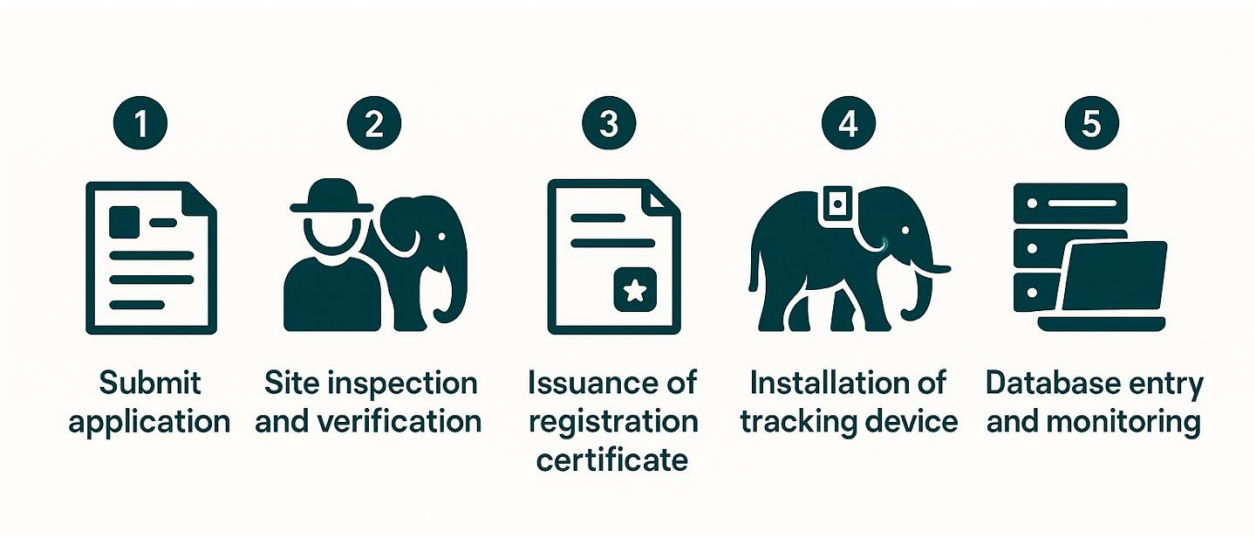 1
Submit
application
2
Site inspection
and verification
3
Issuance of
registration
certificate
4
Installation of
tracking device
5
Database entry
and monitoring